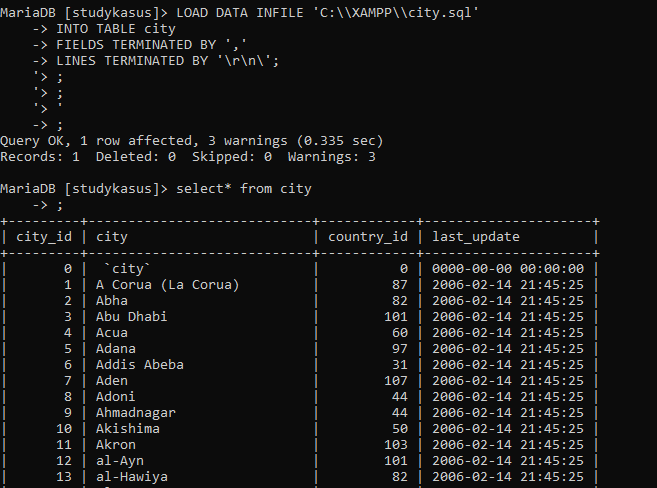 MariaDB [studykasus]> LOAD DATA INFILE 'C:\\XAMPP\\city.sql'
    -> INTO TABLE city
    -> FIELDS TERMINATED BY ','
    -> LINES TERMINATED BY '\r\n\';
    '> ;
    '> ;
    '> '
    -> ;
Query OK, 1 row affected, 3 warnings (0.335 sec)
Records: 1  Deleted: 0  Skipped: 0  Warnings: 3

MariaDB [studykasus]> select* from city
    -> ;
+---------+----------------------------+------------+---------------------+
| city_id | city                       | country_id | last_update         |
+---------+----------------------------+------------+---------------------+
|       0 |  `city`                    |          0 | 0000-00-00 00:00:00 |
|       1 | A Corua (La Corua)         |         87 | 2006-02-14 21:45:25 |
|       2 | Abha                       |         82 | 2006-02-14 21:45:25 |
|       3 | Abu Dhabi                  |        101 | 2006-02-14 21:45:25 |
|       4 | Acua                       |         60 | 2006-02-14 21:45:25 |
|       5 | Adana                      |         97 | 2006-02-14 21:45:25 |
|       6 | Addis Abeba                |         31 | 2006-02-14 21:45:25 |
|       7 | Aden                       |        107 | 2006-02-14 21:45:25 |
|       8 | Adoni                      |         44 | 2006-02-14 21:45:25 |
|       9 | Ahmadnagar                 |         44 | 2006-02-14 21:45:25 |
|      10 | Akishima                   |         50 | 2006-02-14 21:45:25 |
|      11 | Akron                      |        103 | 2006-02-14 21:45:25 |
|      12 | al-Ayn                     |        101 | 2006-02-14 21:45:25 |
|      13 | al-Hawiya                  |         82 | 2006-02-14 21:45:25 |